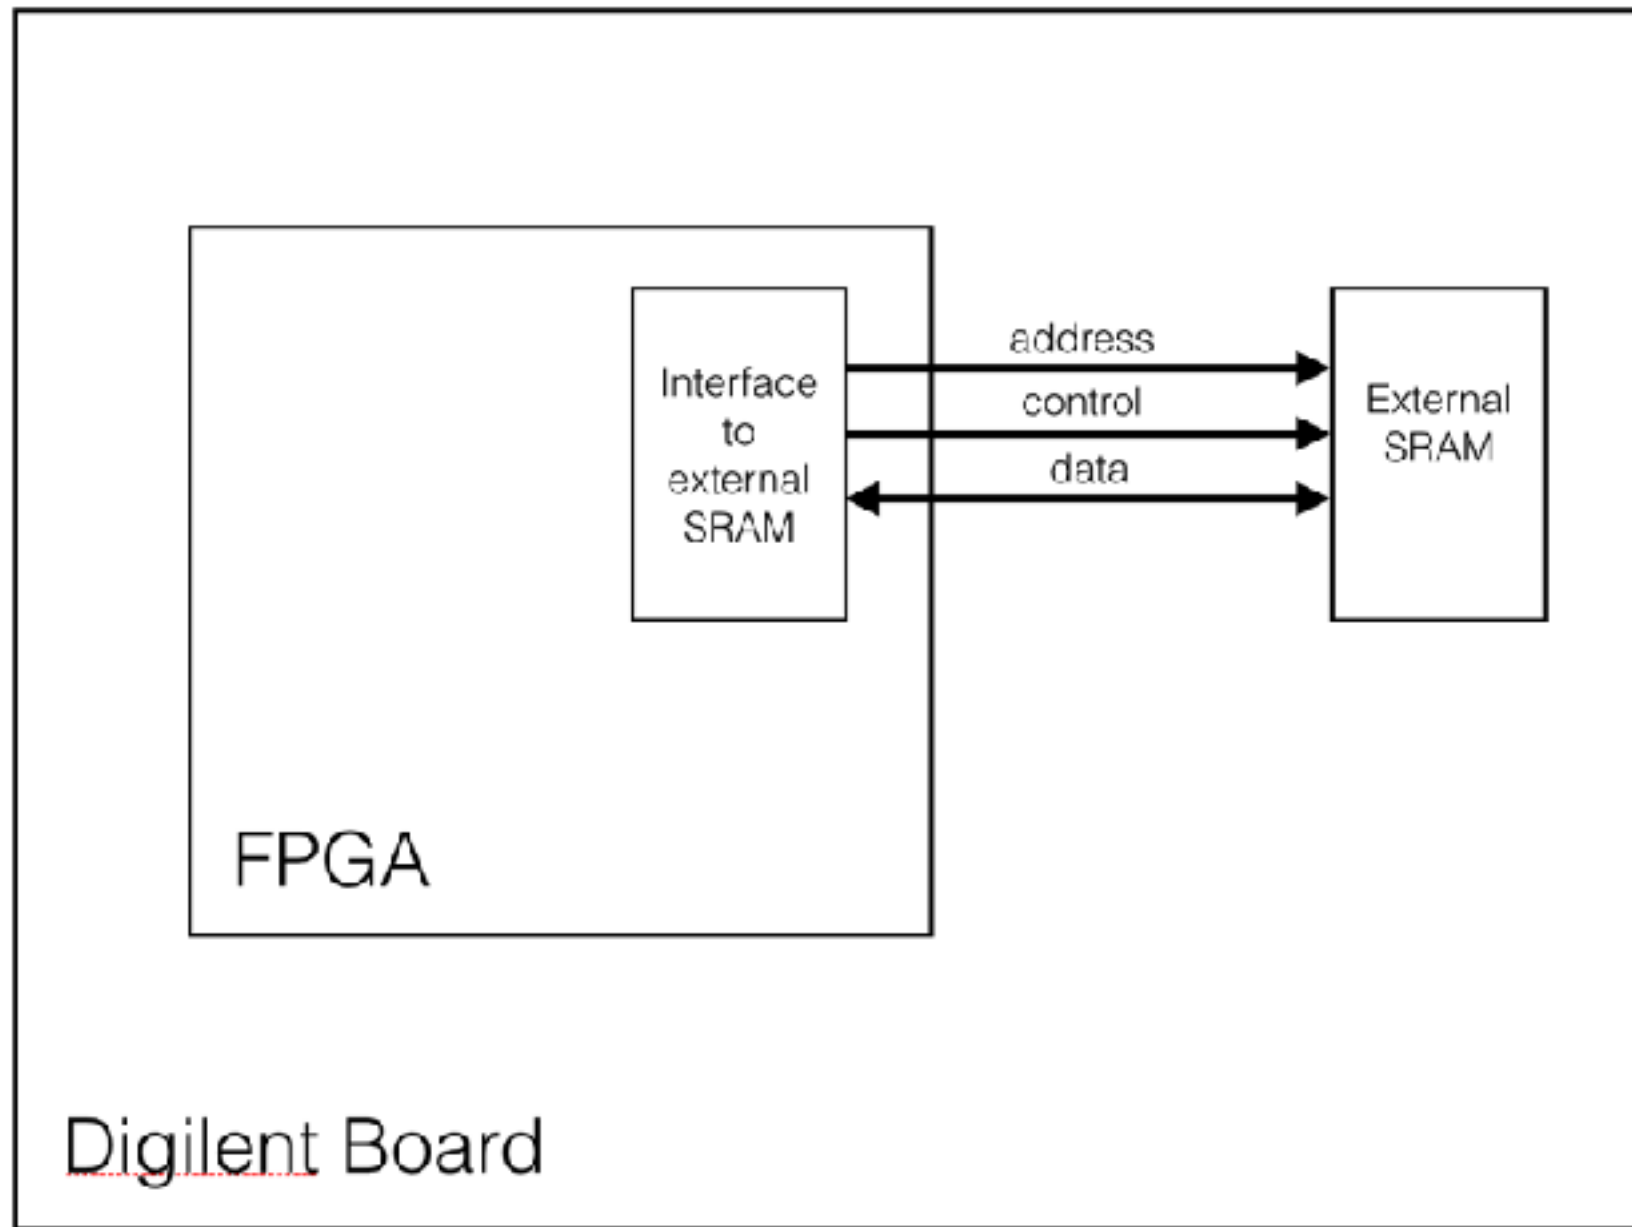 address
Interface
to
external
SRAM
control
data
External
SRAM
FPGA
Digilent Board